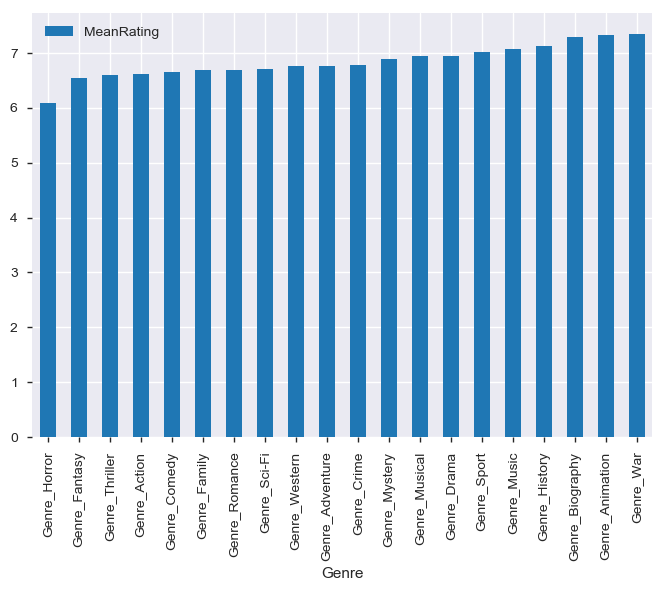 MeanRating
7
6
5
4
3
2
1
0
Genre_Horror
Genre_Fantasy
Genre_Thriller
Genre_Action
Genre_Comedy
Genre_Family
Genre_Romance
Genre_Sci-Fi
Genre_Western
Genre_Adventure
Genre_Crime
Genre_Mystery
Genre_Musical
Genre_Drama
Genre_Sport
Genre_Music
Genre_History
Genre_Biography
Genre_Animation
Genre_War
Genre